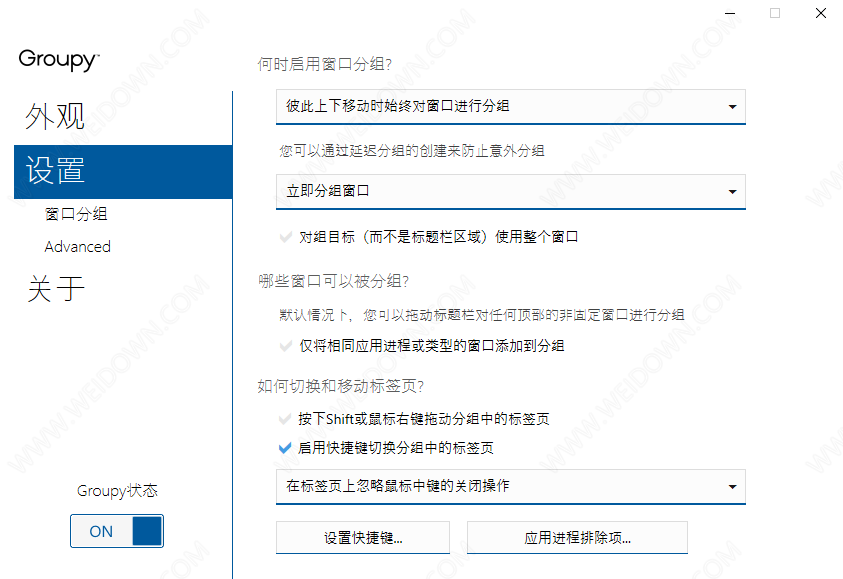 Groupy™
外观
设置
窗口分组
Advanced
关于
Groupy状态
ON
何时启用窗口分组?
彼此上下移动时始终对窗口进行分组
您可以通过延迟分组的创建来防止意外分组
立即分组窗口
对组目标（而不是标题栏区域）使用整个窗口
哪些窗口可以被分组?
默认情况下，您可以拖动标题栏对任何顶部的非固定窗口进行分组
仅将相同应用进程或类型的窗口添加到分组
如何切换和移动标签页?
按下Shift或鼠标右键拖动分组中的标签页
启用快捷键切换分组中的标签页
在标签页上忽略鼠标中键的关闭操作
设置快捷键...
应用进程排除项...
WWW.WEIDOWN.COM